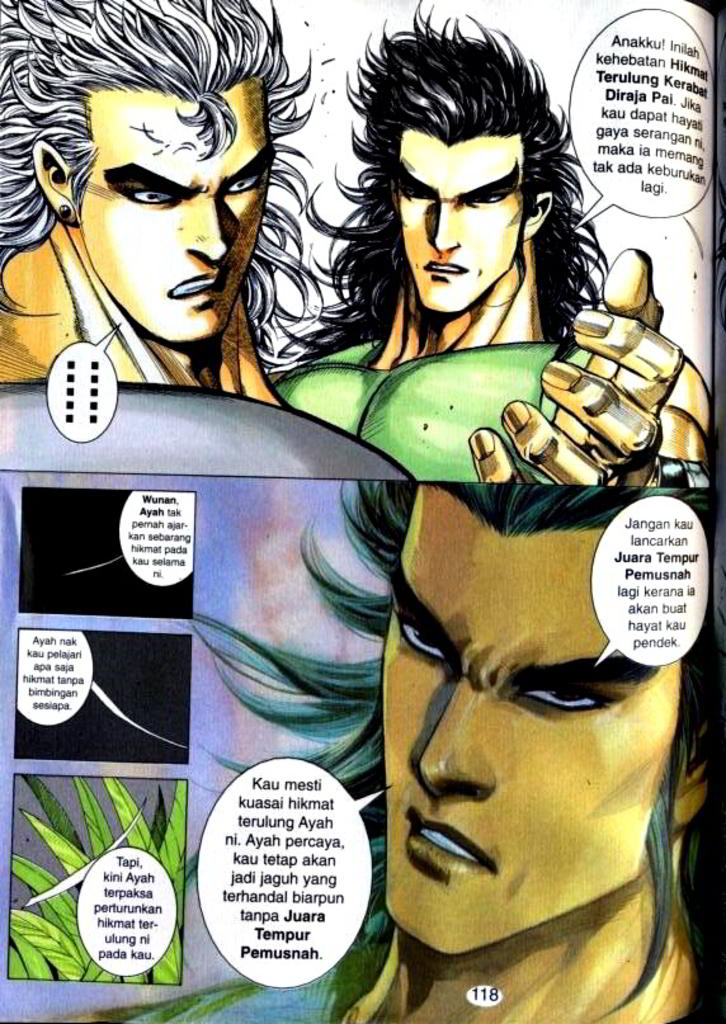 Anakku! Inilah
kehebatan Hikmat
Terulung Kerabat
Diraja Pai. Jika
kau dapat hayati
gaya serangan ni,
maka ia memang
tak ada keburukan
lagi.
Wunan,
Ayah tak
pernah ajar-
kan sebarang
hikmat pada
kau selama
ni.
Ayah nak
kau pelajari
apa saja
hikmat tanpa
bimbingan
sesiapa.
Tapi,
kini Ayah
terpaksa
perturunkan
hikmat ter-
ulung ni
pada kau.
Jangan kau
lancarkan
Juara Tempur
Pemusnah
lagi kerana ia
akan buat
hayat kau
pendek.
Kau mesti
kuasai hikmat
terulung Ayah
ni. Ayah percaya,
kau tetap akan
jadi jaguh yang
terhandal biarpun
tanpa Juara
Tempur
Pemusnah.
118